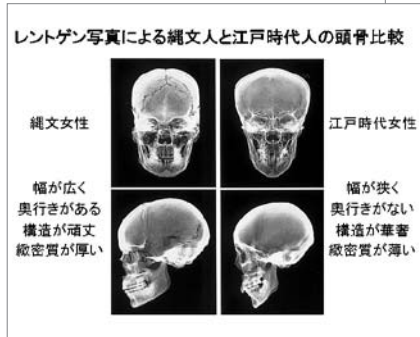 レントゲン写真による縄文人と江戸時代人の頭骨比較
縄文女性
幅が広く
奥行きがある
構造が頑丈
緻密質が厚い
江戸時代女性
幅が狭く
奥行きがない
構造が華奢
緻密質が薄い